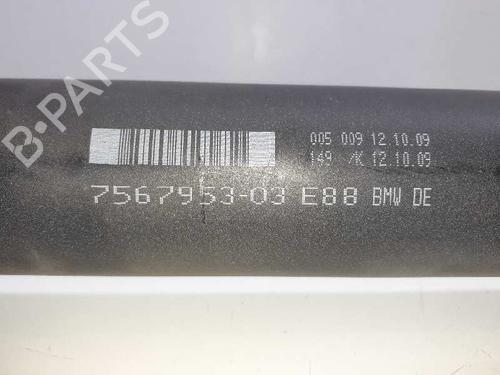 B-PARTS
005 009 12.10.09
149 /K 12.10.09
7567953-03 E88 BMW DE